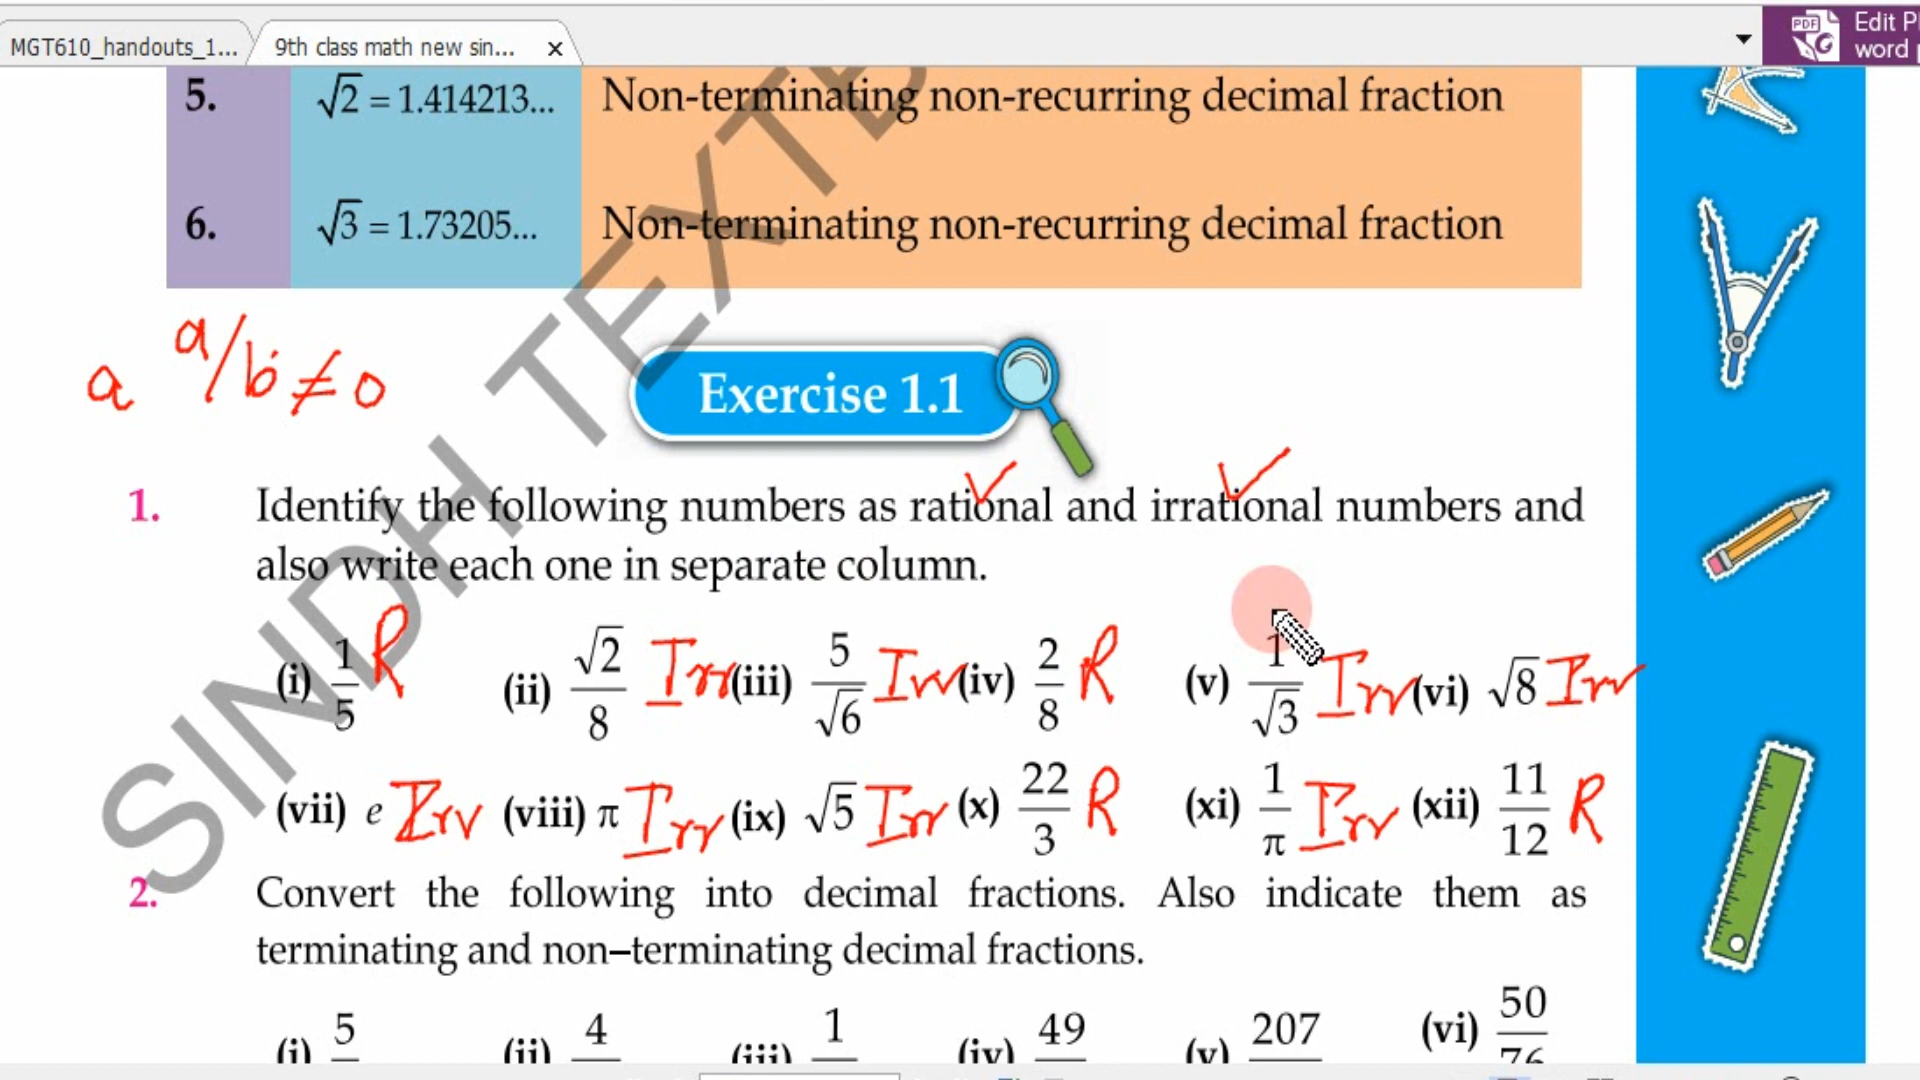 MGT610_handouts_1...
9th class math new sin... ×
Edit P
word
5. √2 = 1.414213... Non-terminating non-recurring decimal fraction
6. √3 = 1.73205... Non-terminating non-recurring decimal fraction
a a/b ≠ 0
Exercise 1.1
1. Identify the following numbers as rational and irrational numbers and
also write each one in separate column.
(i) 1/5 R (ii) √2/8 Irr (iii) 5/√6 Irr (iv) 2/8 R (v) 1/√3 Irr (vi) √8 Irr
(vii) e Irr (viii) π Irr (ix) √5 Irr (x) 22/3 R (xi) 1/π Irr (xii) 11/12 R
2. Convert the following into decimal fractions. Also indicate them as
terminating and non–terminating decimal fractions.
(i) 5 (ii) 4 (iii) 1 (iv) 49 (v) 207 (vi) 50/76
SINDH TEXTB